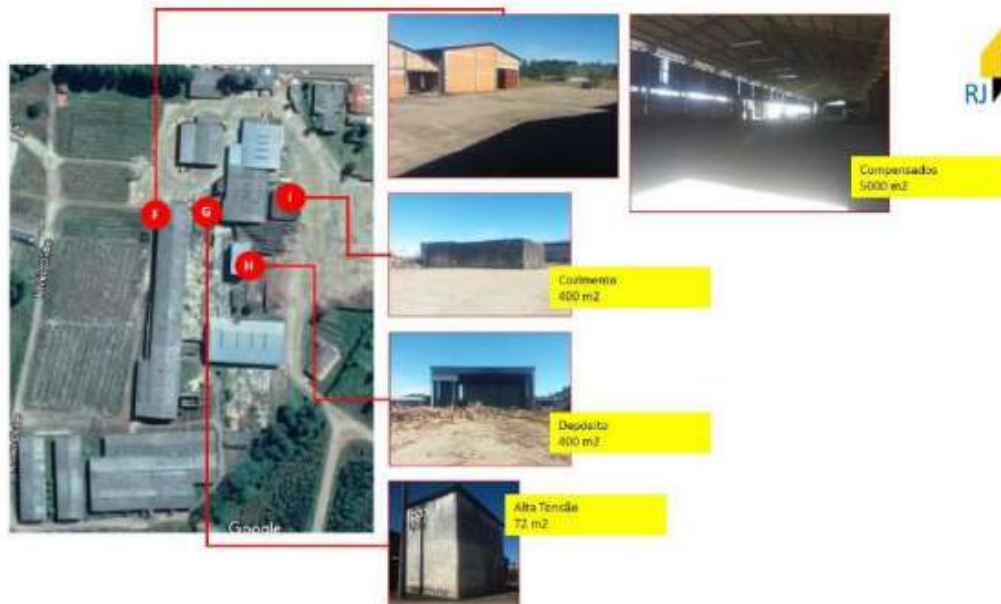 RJ
Compensados
5000 m2
F
G
I
H
Cozimento
400 m2
Depósito
400 m2
Alta Tensão
72 m2
Google